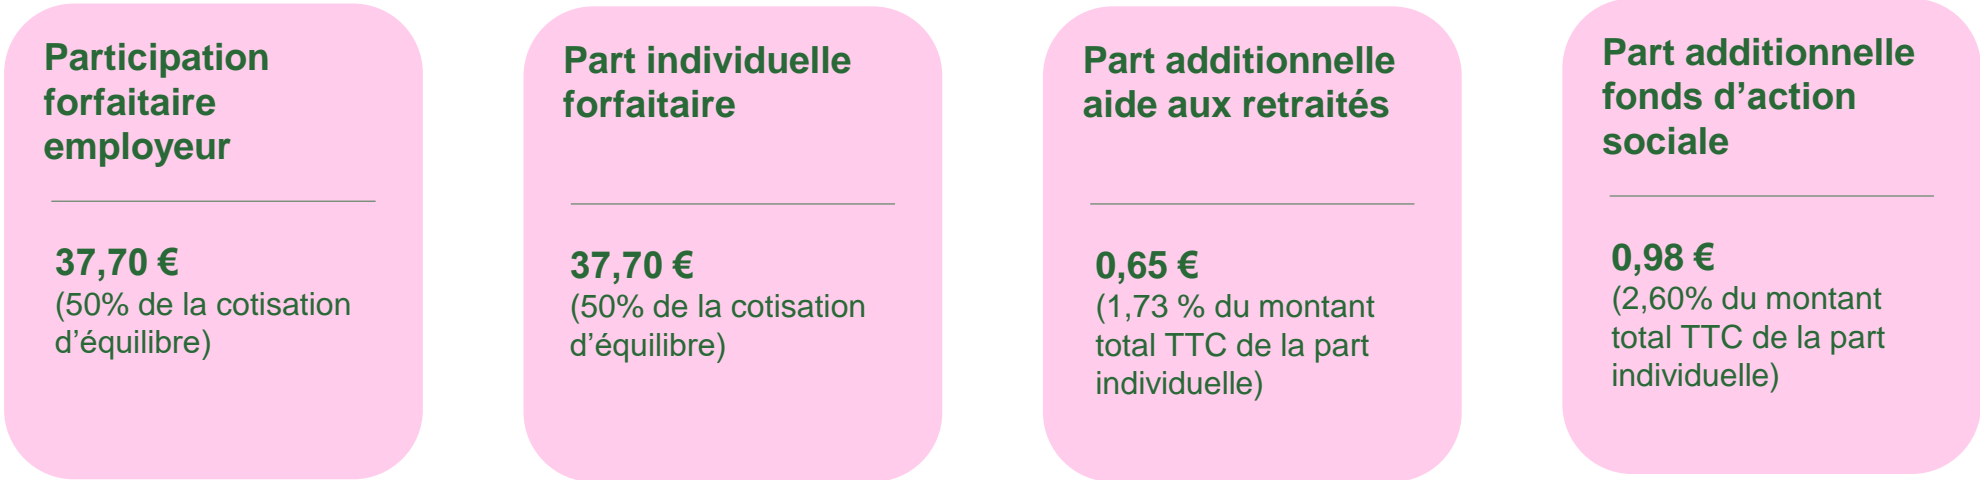 Participation
forfaitaire
employeur
37,70 €
(50% de la cotisation
d’équilibre)
Part individuelle
forfaitaire
37,70 €
(50% de la cotisation
d’équilibre)
Part additionnelle
aide aux retraités
0,65 €
(1,73 % du montant
total TTC de la part
individuelle)
Part additionnelle
fonds d’action
sociale
0,98 €
(2,60% du montant
total TTC de la part
individuelle)